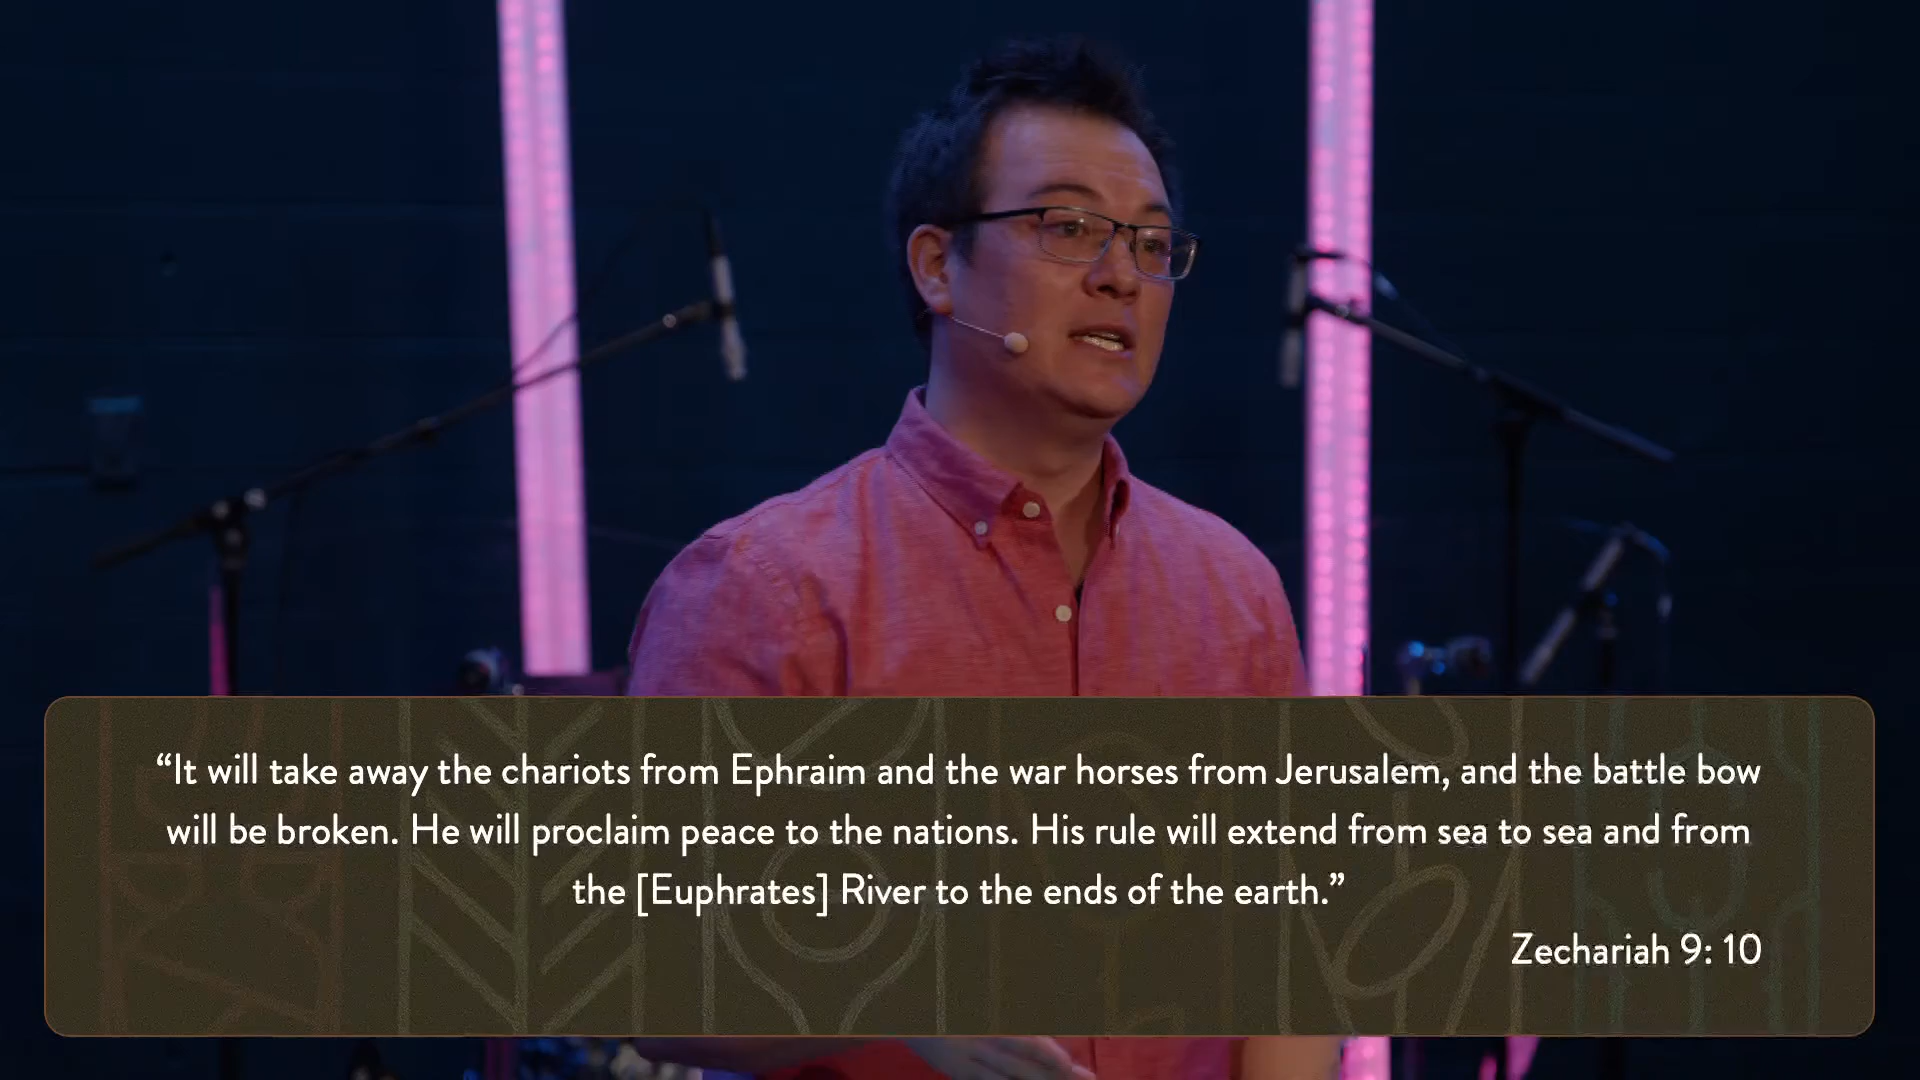 “It will take away the chariots from Ephraim and the war horses from Jerusalem, and the battle bow
will be broken. He will proclaim peace to the nations. His rule will extend from sea to sea and from
the [Euphrates] River to the ends of the earth.”
Zechariah 9: 10